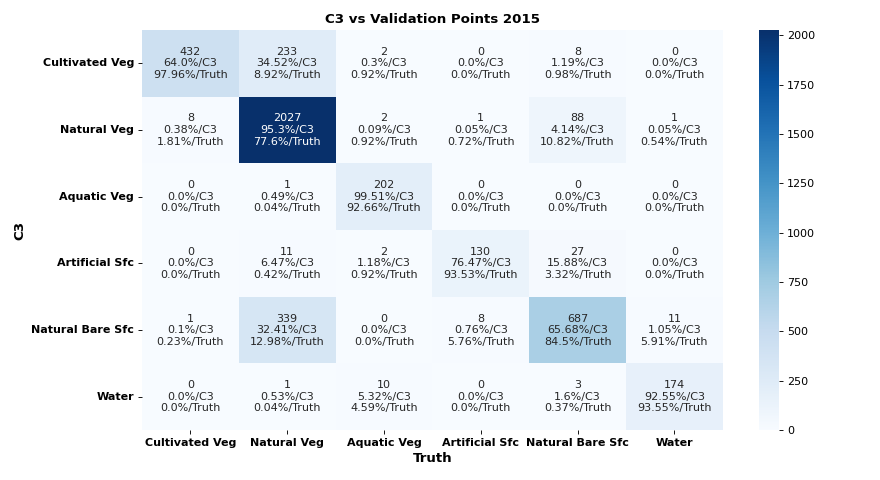 C3 vs Validation Points 2015
Cultivated Veg
432 233 2 0 8 0
64.0%/C3 34.52%/C3 0.3%/C3 0.0%/C3 1.19%/C3 0.0%/C3
97.96%/Truth 8.92%/Truth 0.92%/Truth 0.0%/Truth 0.98%/Truth 0.0%/Truth
Natural Veg
8 2027 2 1 88 1
0.38%/C3 95.3%/C3 0.09%/C3 0.05%/C3 4.14%/C3 0.05%/C3
1.81%/Truth 77.6%/Truth 0.92%/Truth 0.72%/Truth 10.82%/Truth 0.54%/Truth
Aquatic Veg
0 1 202 0 0 0
0.0%/C3 0.49%/C3 99.51%/C3 0.0%/C3 0.0%/C3 0.0%/C3
0.0%/Truth 0.04%/Truth 92.66%/Truth 0.0%/Truth 0.0%/Truth 0.0%/Truth
Artificial Sfc
0 11 2 130 27 0
0.0%/C3 6.47%/C3 1.18%/C3 76.47%/C3 15.88%/C3 0.0%/C3
0.0%/Truth 0.42%/Truth 0.92%/Truth 93.53%/Truth 3.32%/Truth 0.0%/Truth
Natural Bare Sfc
1 339 0 8 687 11
0.1%/C3 32.41%/C3 0.0%/C3 0.76%/C3 65.68%/C3 1.05%/C3
0.23%/Truth 12.98%/Truth 0.0%/Truth 5.76%/Truth 84.5%/Truth 5.91%/Truth
Water
0 1 10 0 3 174
0.0%/C3 0.53%/C3 5.32%/C3 0.0%/C3 1.6%/C3 92.55%/C3
0.0%/Truth 0.04%/Truth 4.59%/Truth 0.0%/Truth 0.37%/Truth 93.55%/Truth
C3
Cultivated Veg Natural Veg Aquatic Veg Artificial Sfc Natural Bare Sfc Water
Truth
2000
1750
1500
1250
1000
750
500
250
0